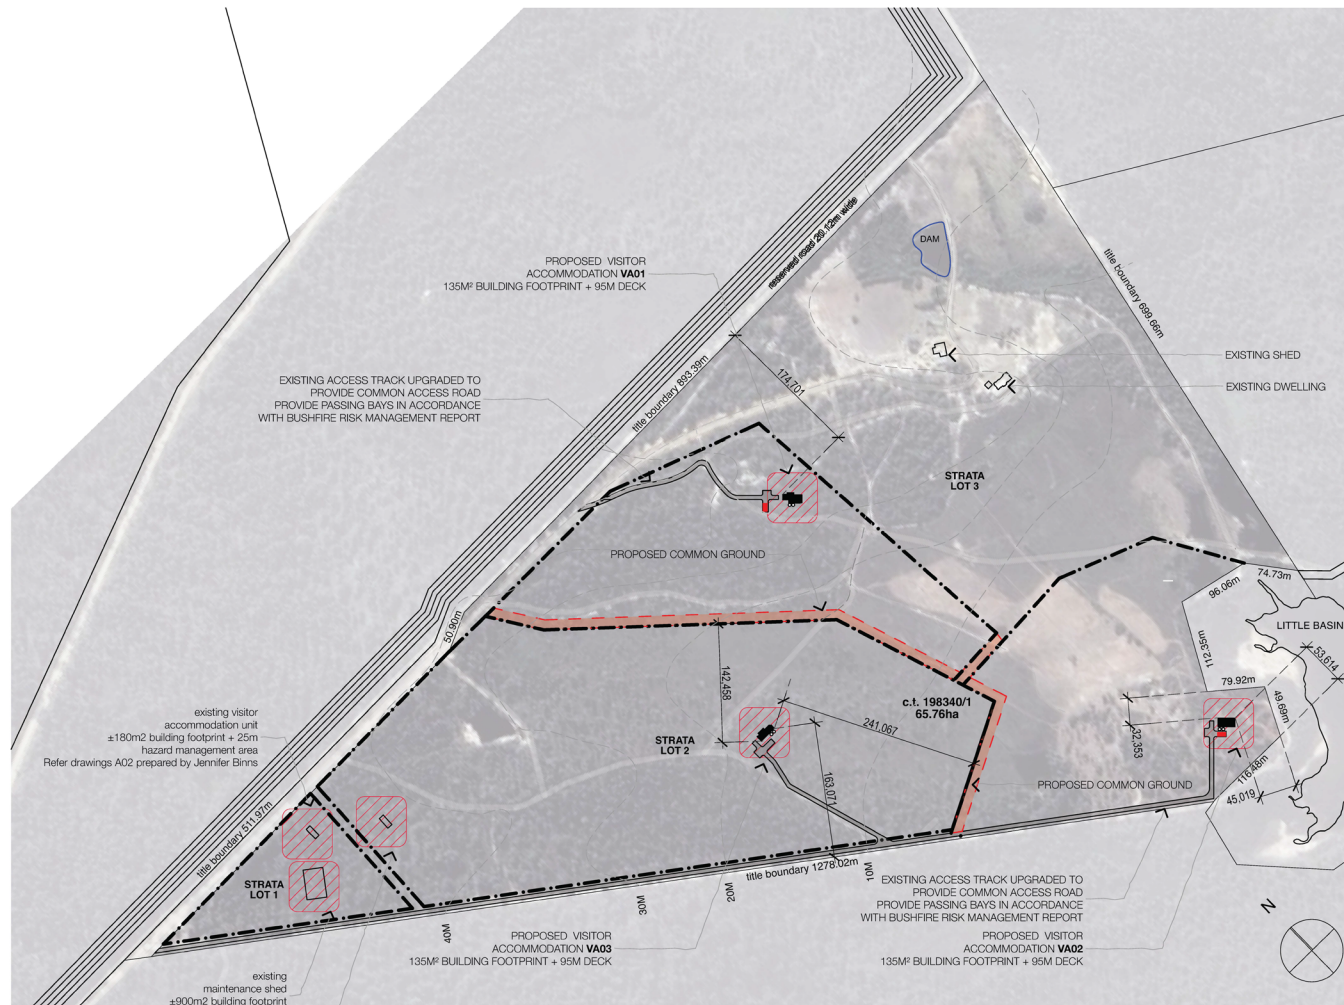 reserved road 20.12m wide
DAM
PROPOSED VISITOR
ACCOMMODATION VA01
135M² BUILDING FOOTPRINT + 95M DECK
title boundary 699.66m
title boundary 893.39m
174,701
EXISTING SHED
EXISTING DWELLING
EXISTING ACCESS TRACK UPGRADED TO
PROVIDE COMMON ACCESS ROAD
PROVIDE PASSING BAYS IN ACCORDANCE
WITH BUSHFIRE RISK MANAGEMENT REPORT
STRATA
LOT 3
PROPOSED COMMON GROUND
74.73m
96.06m
LITTLE BASIN
50.90m
112.35m
53,614
79.92m
49.69m
142,458
c.t. 198340/1
65.76ha
241,067
32,353
existing visitor
accommodation unit
±180m2 building footprint + 25m
hazard management area
Refer drawings A02 prepared by Jennifer Binns
STRATA
LOT 2
163,071
116.48m
PROPOSED COMMON GROUND
45,019
title boundary 511.97m
STRATA
LOT 1
title boundary 1278.02m
10M
20M
30M
40M
EXISTING ACCESS TRACK UPGRADED TO
PROVIDE COMMON ACCESS ROAD
PROVIDE PASSING BAYS IN ACCORDANCE
WITH BUSHFIRE RISK MANAGEMENT REPORT
N
PROPOSED VISITOR
ACCOMMODATION VA03
135M² BUILDING FOOTPRINT + 95M DECK
PROPOSED VISITOR
ACCOMMODATION VA02
135M² BUILDING FOOTPRINT + 95M DECK
existing
maintenance shed
±900m2 building footprint